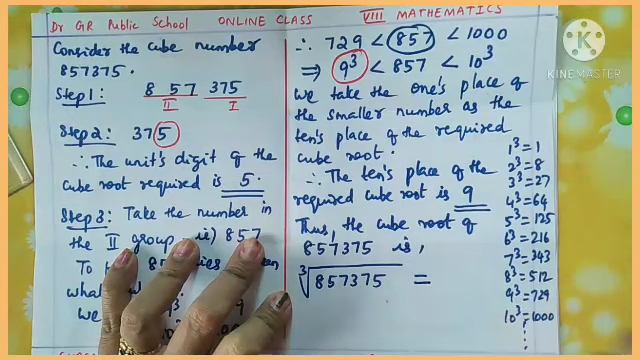 Dr GR Public School ONLINE CLASS VIII MATHEMATICS
Consider the cube number
857375.
Step 1: 8 57 375
II I
Step 2: 375
∴ The unit's digit of the
cube root required is 5.
Step 3: Take the number in
the II group ie) 857
To
what
We
∴ 729 < 857 < 1000
⇒ 9³ < 857 < 10³
We take the one's place of
the smaller number as the
ten's place of the required
cube root.
∴ The ten's place of the
required cube root is 9
Thus, the cube root of
857375 is,
∛857375 =
1³=1
2³=8
3³=27
4³=64
5³=125
6³=216
7³=343
8³=512
9³=729
10³=1000
KINEMASTER